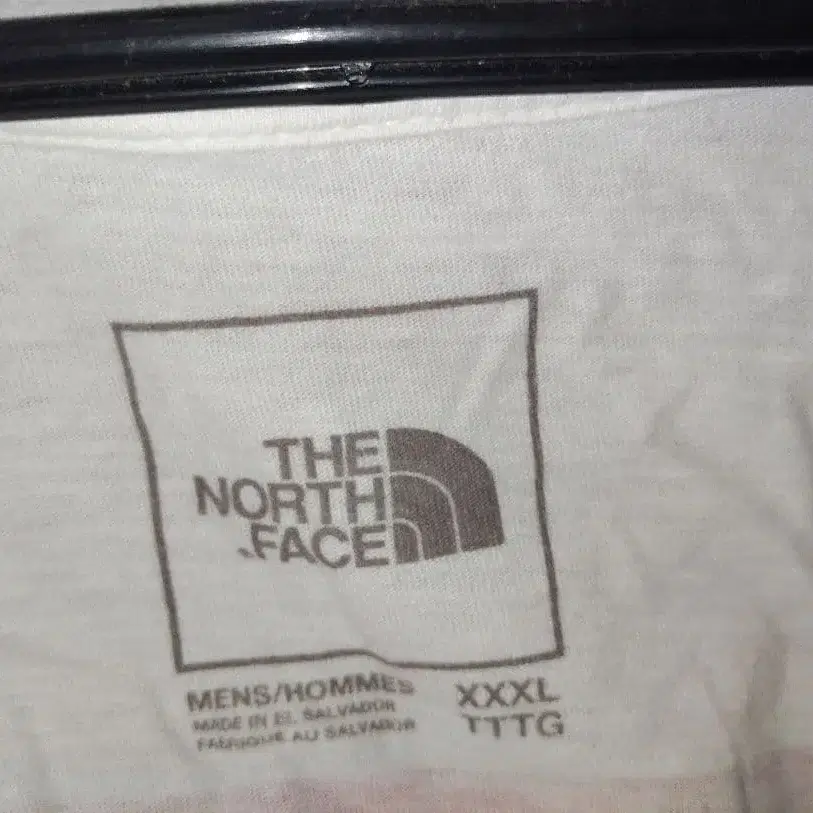 THE
NORTH
FACE
MENS/HOMMES XXXL
MADE IN EL SALVADOR TTTG
FABRIQUE AU SALVADOR